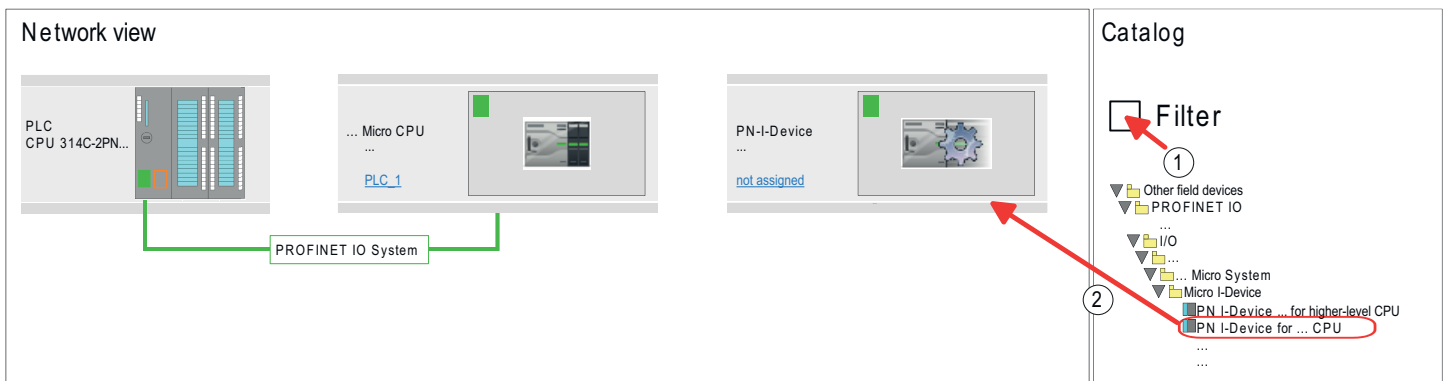 Network view
PLC
CPU 314C-2PN...
... Micro CPU
...
PLC_1
PN-I-Device
...
not assigned
PROFINET IO System
Catalog
Filter
1
Other field devices
PROFINET IO
...
I/O
...
... Micro System
Micro I-Device
PN I-Device ... for higher-level CPU
PN I-Device for ... CPU
...
...
2